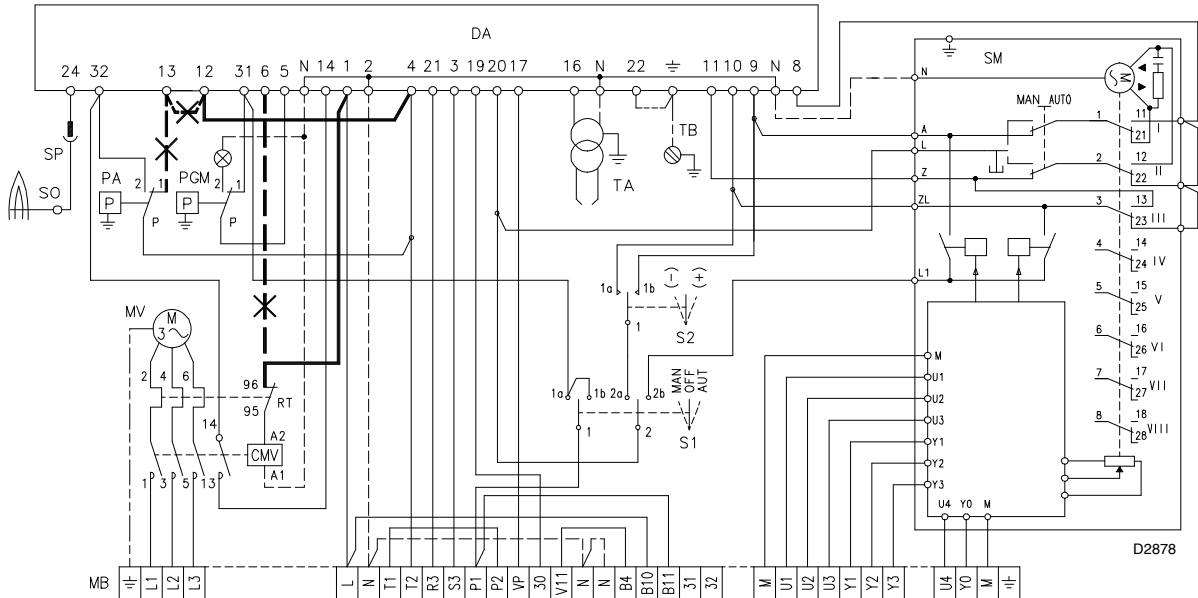 DA
24 32 13 12 31 6 5 N 14 1 2 4 21 3 19 20 17 16 N 22 11 10 9 N 8
SM
N
M
MAN AUTO
A
L
Z
ZL
L1
1 11 21 I
2 12 22 II
3 13 23 III
4 14 24 IV
5 15 25 V
6 16 26 VI
7 17 27 VII
8 18 28 VIII
SP
SO
PA
P
2 1
P
PGM
P
2 1
P
TA
TB
MV
M
3
2 4 6
96
95
RT
14
A2
CMV
A1
1 3 5 13
1a 1b
1
(-) (+)
S2
MAN
OFF
AUT
1a 1b 2a 2b
1 2
S1
M
U1
U2
U3
Y1
Y2
Y3
U4 Y0 M
D2878
MB
L1 L2 L3
L N T1 T2 R3 S3 P1 P2 VP 30 V11 N N B4 B10 B11 31 32
M U1 U2 U3 Y1 Y2 Y3
U4 Y0 M